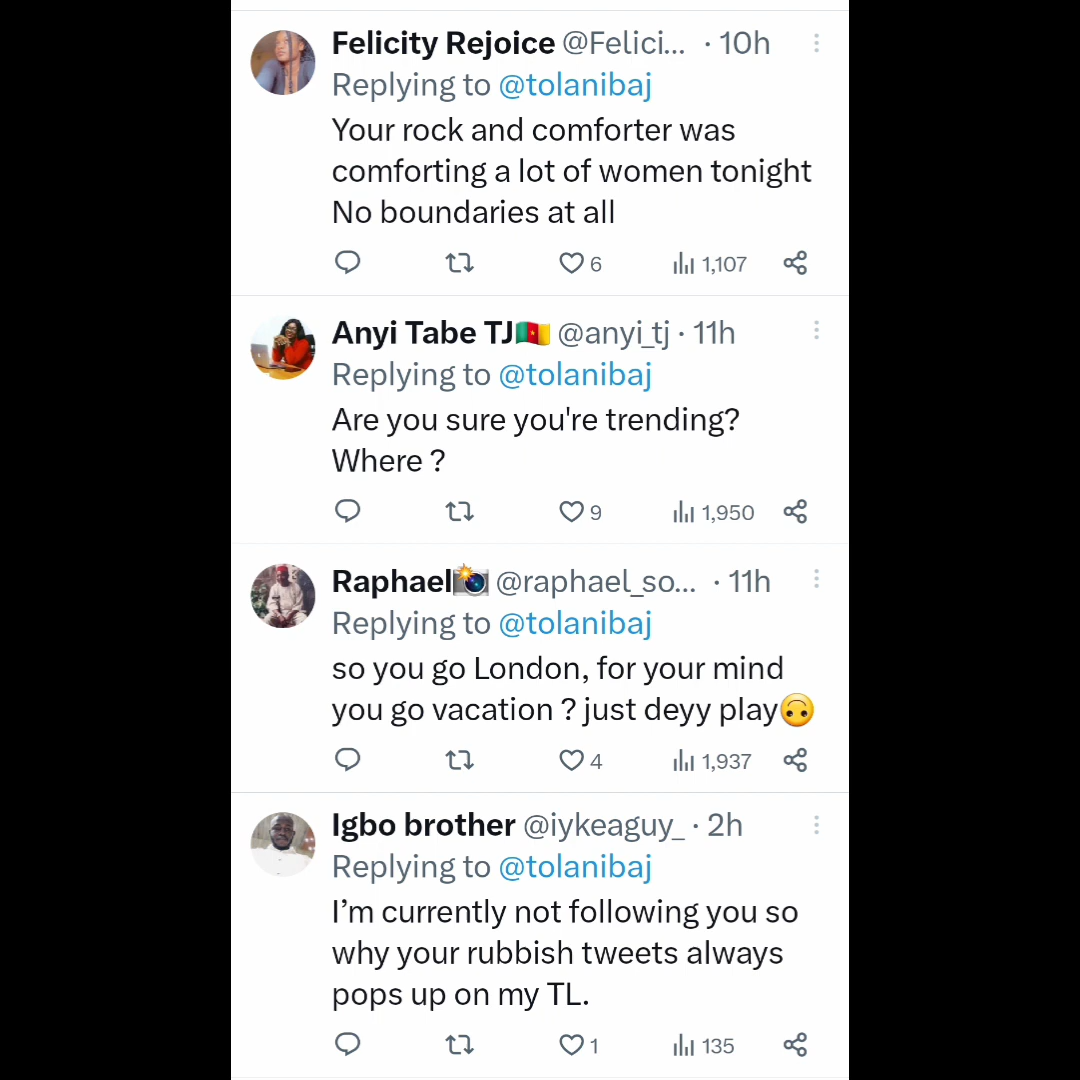 Felicity Rejoice @Felici... · 10h
Replying to @tolanibaj
Your rock and comforter was
comforting a lot of women tonight
No boundaries at all
6 1,107
Anyi Tabe TJ🇨🇲 @anyi_tj · 11h
Replying to @tolanibaj
Are you sure you're trending?
Where ?
9 1,950
Raphael📸 @raphael_so... · 11h
Replying to @tolanibaj
so you go London, for your mind
you go vacation ? just deyy play🙃
4 1,937
Igbo brother @iykeaguy_ · 2h
Replying to @tolanibaj
I’m currently not following you so
why your rubbish tweets always
pops up on my TL.
1 135